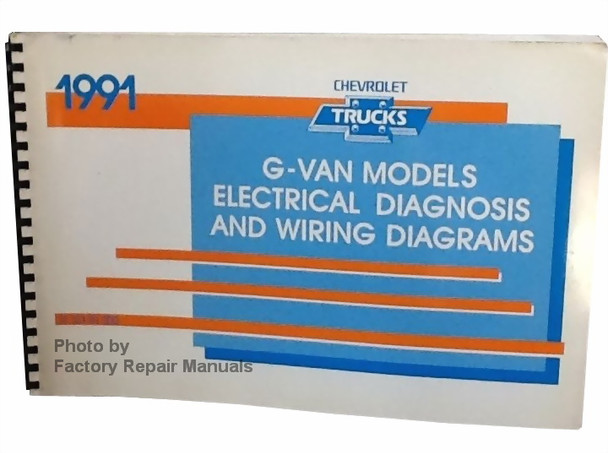 1991
CHEVROLET
TRUCKS
G-VAN MODELS
ELECTRICAL DIAGNOSIS
AND WIRING DIAGRAMS
Photo by
Factory Repair Manuals